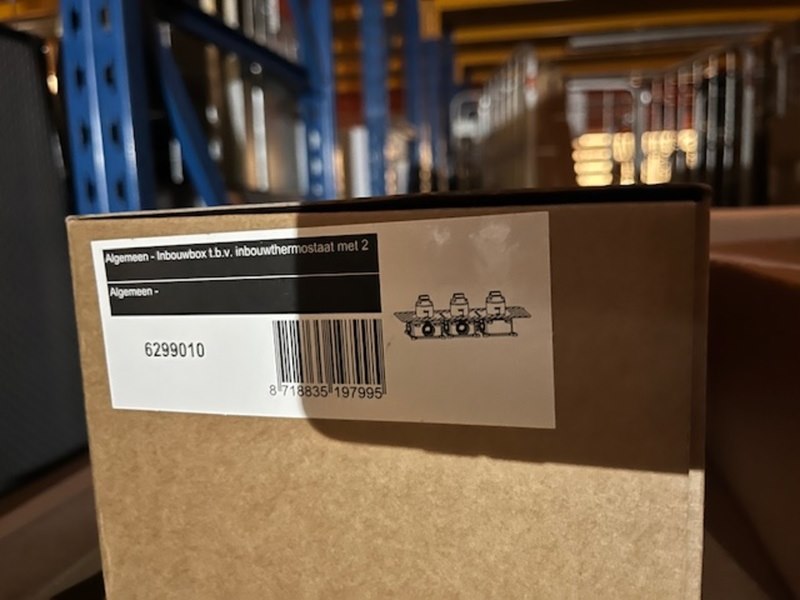 Algemeen - Inbouwbox t.b.v. inbouwthermostaat met 2
Algemeen -
6299010
8 718835 197995